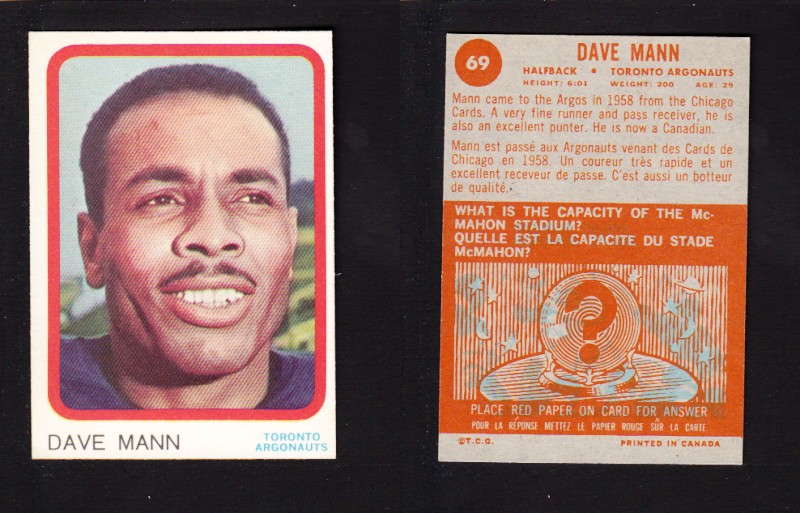 DAVE MANN
TORONTO
ARGONAUTS
69
DAVE MANN
HALFBACK • TORONTO ARGONAUTS
HEIGHT: 6:01 WEIGHT: 200 AGE: 29
Mann came to the Argos in 1958 from the Chicago
Cards. A very fine runner and pass receiver, he is
also an excellent punter. He is now a Canadian.
Mann est passé aux Argonauts venant des Cards de
Chicago en 1958. Un coureur très rapide et un
excellent receveur de passe. C'est aussi un botteur
de qualité.
WHAT IS THE CAPACITY OF THE Mc-
MAHON STADIUM?
QUELLE EST LA CAPACITE DU STADE
McMAHON?
?
PLACE RED PAPER ON CARD FOR ANSWER
POUR LA RÉPONSE METTEZ LE PAPIER ROUGE SÛR LA CARTE
©T.C.G. PRINTED IN CANADA